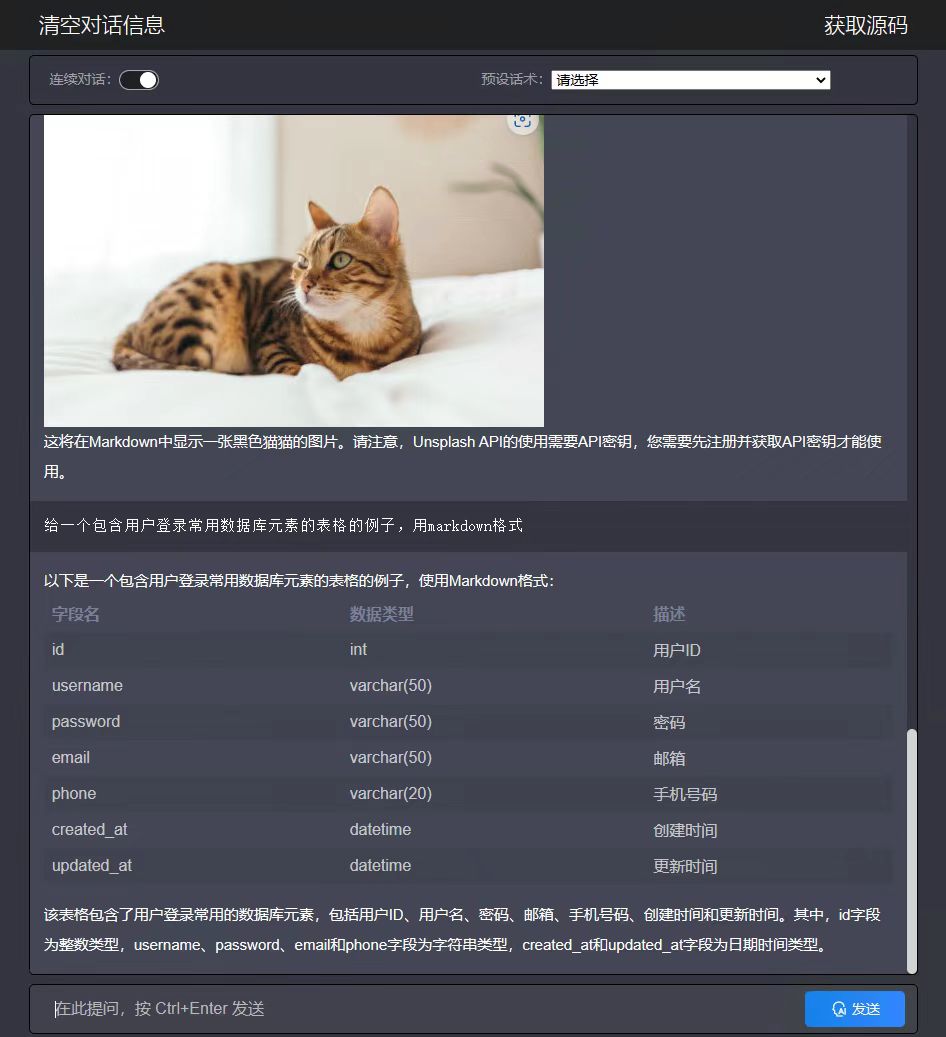 清空对话信息 获取源码
连续对话： 预设话术： 请选择
这将在Markdown中显示一张黑色猫猫的图片。请注意，Unsplash API的使用需要API密钥，您需要先注册并获取API密钥才能使
用。
给一个包含用户登录常用数据库元素的表格的例子，用markdown格式
以下是一个包含用户登录常用数据库元素的表格的例子，使用Markdown格式：
字段名 数据类型 描述
id int 用户ID
username varchar(50) 用户名
password varchar(50) 密码
email varchar(50) 邮箱
phone varchar(20) 手机号码
created_at datetime 创建时间
updated_at datetime 更新时间
该表格包含了用户登录常用的数据库元素，包括用户ID、用户名、密码、邮箱、手机号码、创建时间和更新时间。其中，id字段
为整数类型，username、password、email和phone字段为字符串类型，created_at和updated_at字段为日期时间类型。
在此提问，按 Ctrl+Enter 发送 发送